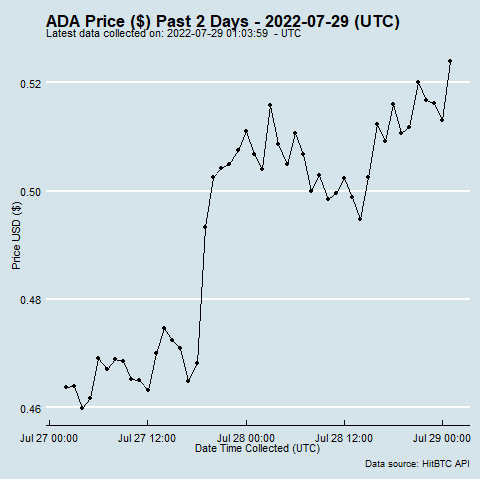 ADA Price ($) Past 2 Days - 2022-07-29 (UTC)
Latest data collected on: 2022-07-29 01:03:59  - UTC
0.52
0.50
0.48
0.46
Price USD ($)
Jul 27 00:00
Jul 27 12:00
Jul 28 00:00
Jul 28 12:00
Jul 29 00:00
Date Time Collected (UTC)
Data source: HitBTC API